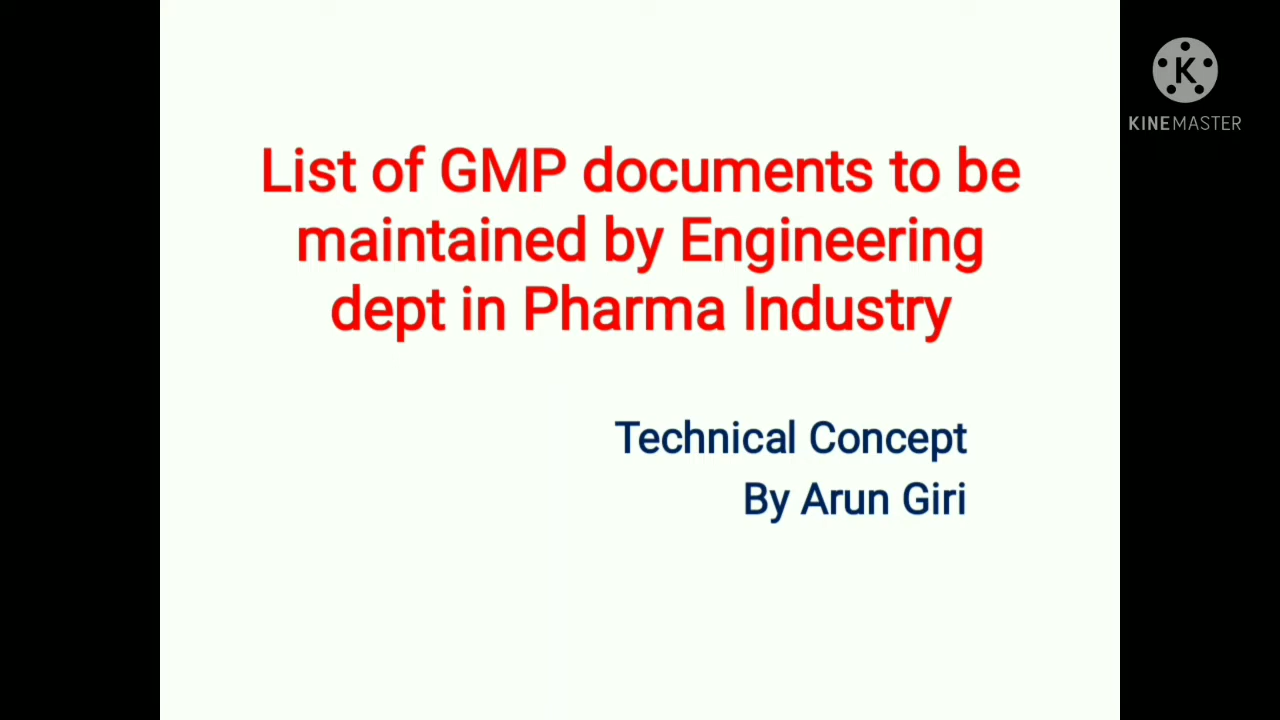 List of GMP documents to be
maintained by Engineering
dept in Pharma Industry
Technical Concept
By Arun Giri
K
KINEMASTER